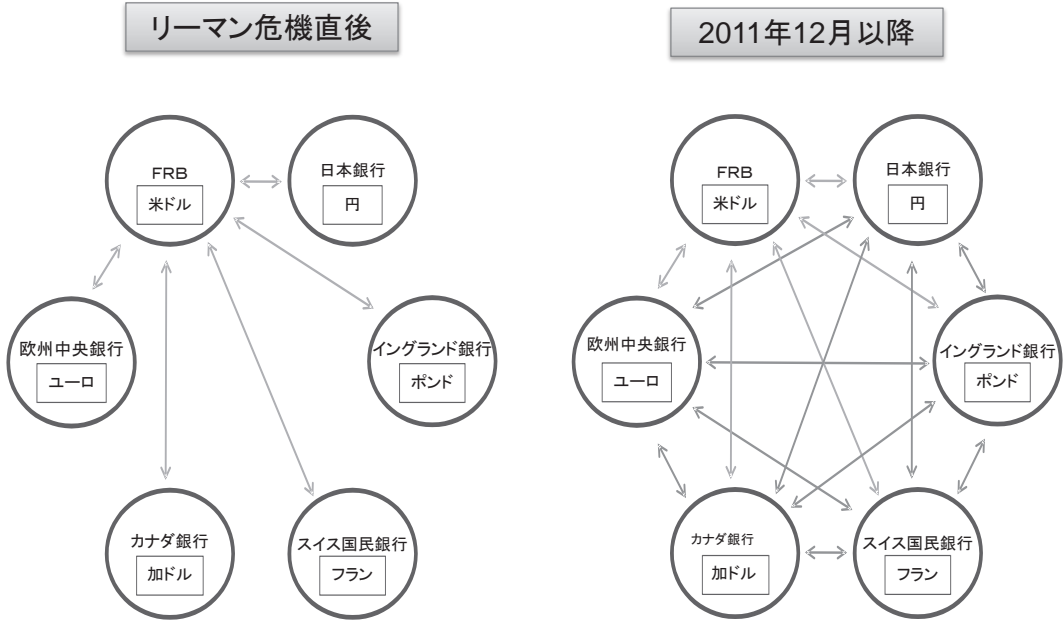 リーマン危機直後
FRB
米ドル
日本銀行
円
欧州中央銀行
ユーロ
イングランド銀行
ポンド
カナダ銀行
加ドル
スイス国民銀行
フラン
2011年12月以降
FRB
米ドル
日本銀行
円
欧州中央銀行
ユーロ
イングランド銀行
ポンド
カナダ銀行
加ドル
スイス国民銀行
フラン